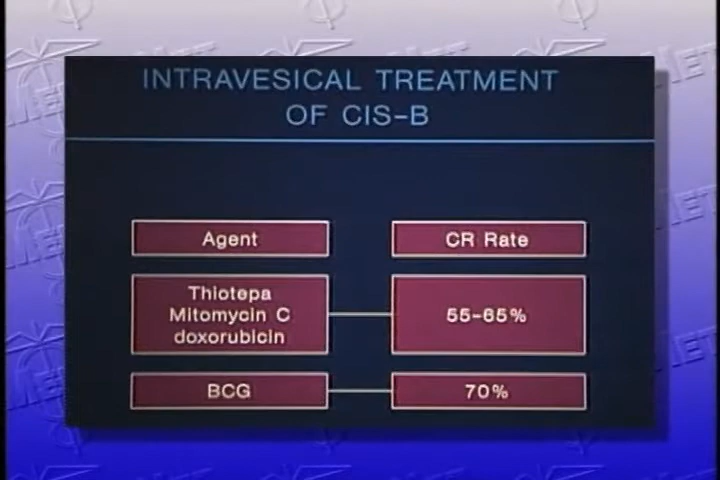 INTRAVESICAL TREATMENT
OF CIS-B
Agent
CR Rate
Thiotepa
Mitomycin C
doxorubicin
55-65%
BCG
70%